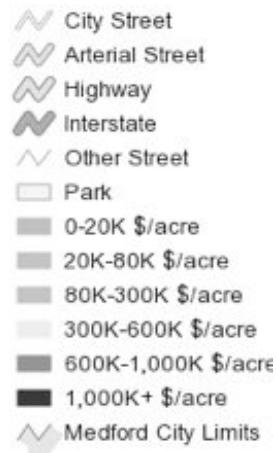 City Street
Arterial Street
Highway
Interstate
Other Street
Park
0-20K $/acre
20K-80K $/acre
80K-300K $/acre
300K-600K $/acre
600K-1,000K $/acre
1,000K+ $/acre
Medford City Limits